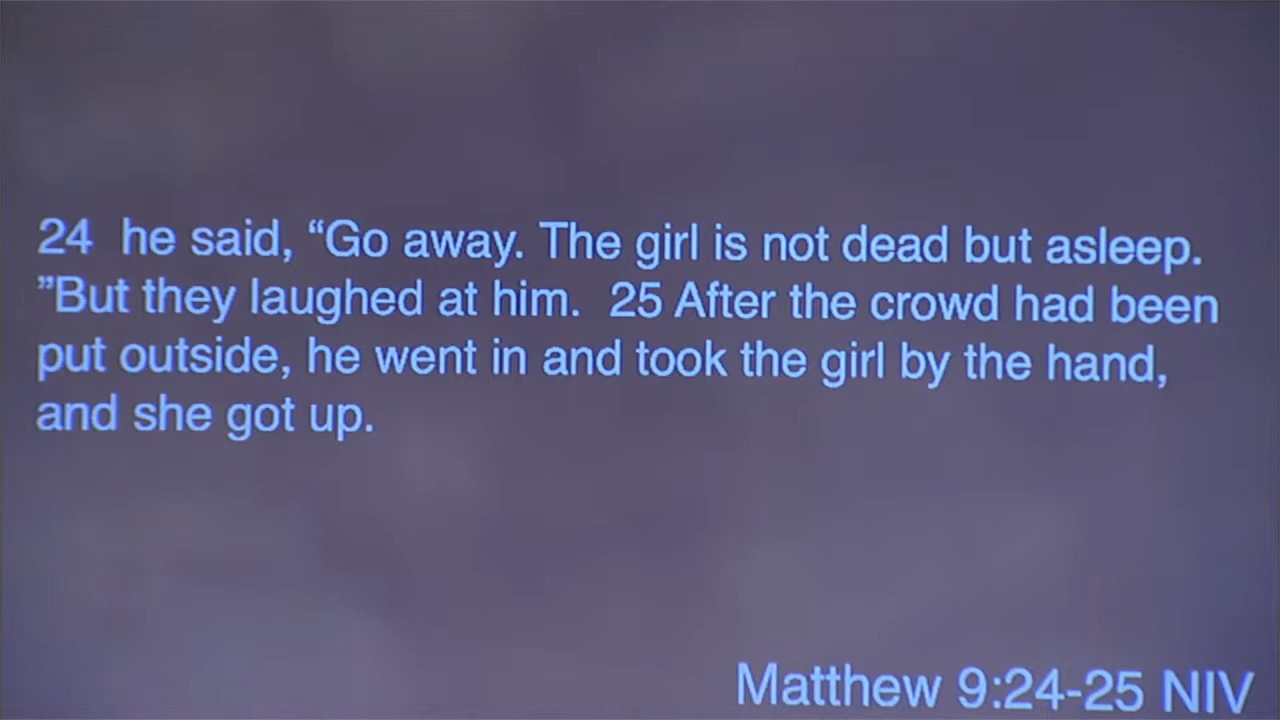 24  he said, “Go away. The girl is not dead but asleep.
”But they laughed at him.  25 After the crowd had been
put outside, he went in and took the girl by the hand,
and she got up.
Matthew 9:24-25 NIV